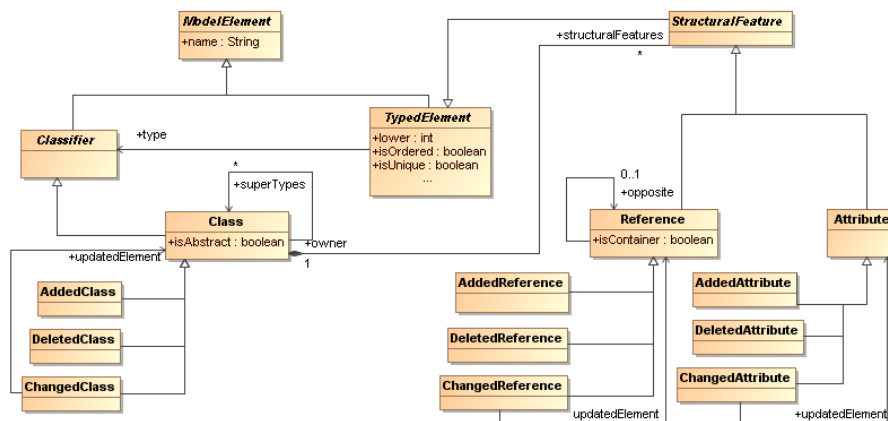 ModelElement
+name : String
StructuralFeature
+structuralFeatures
*
Classifier
+type
TypedElement
+lower : int
+isOrdered : boolean
+isUnique : boolean
...
*
+superTypes
Class
+isAbstract : boolean
+owner
1
0..1
+opposite
Reference
+isContainer : boolean
Attribute
+updatedElement
AddedClass
DeletedClass
ChangedClass
AddedReference
DeletedReference
ChangedReference
updatedElement
AddedAttribute
DeletedAttribute
ChangedAttribute
+updatedElement